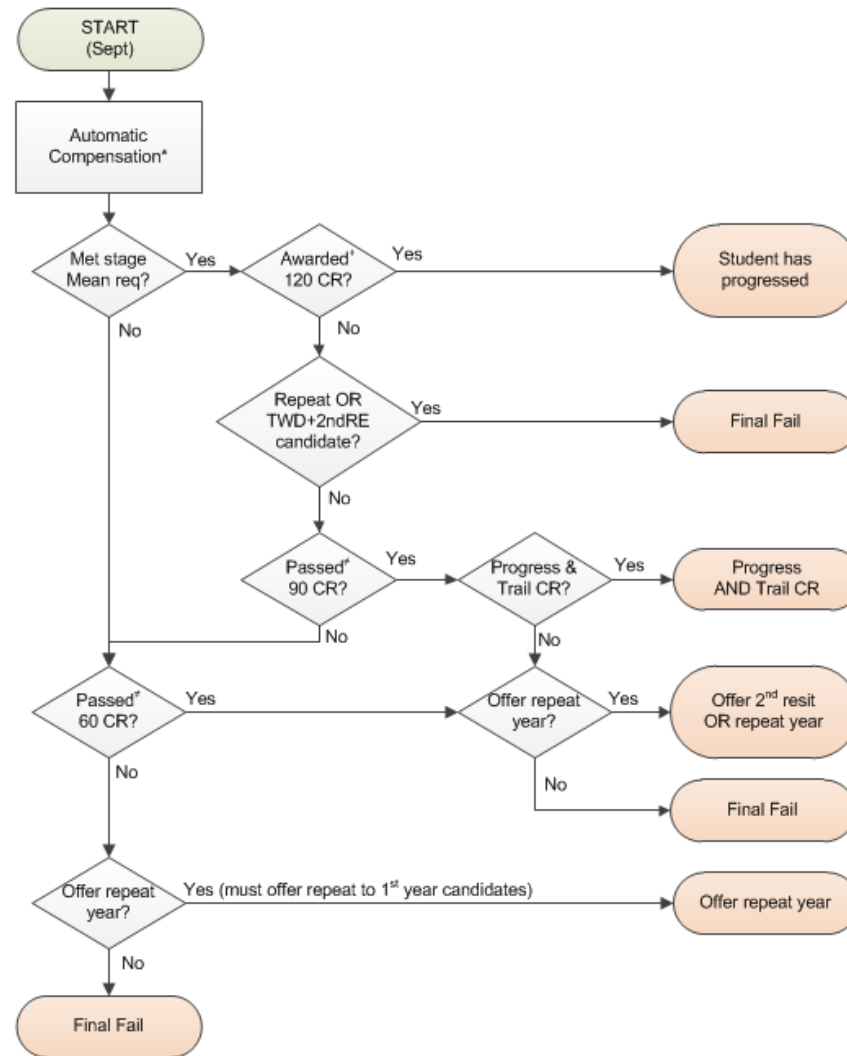 START
(Sept)
Automatic
Compensation*
Met stage
Mean req?
Yes
Awarded⁺
120 CR?
Yes
Student has
progressed
No
No
Repeat OR
TWD+2ndRE
candidate?
Yes
Final Fail
No
Passed≠
90 CR?
Yes
Progress &
Trail CR?
Yes
Progress
AND Trail CR
No
No
Passed≠
60 CR?
Yes
Offer repeat
year?
Yes
Offer 2nd resit
OR repeat year
No
No
Final Fail
Offer repeat
year?
Yes (must offer repeat to 1st year candidates)
Offer repeat year
No
Final Fail